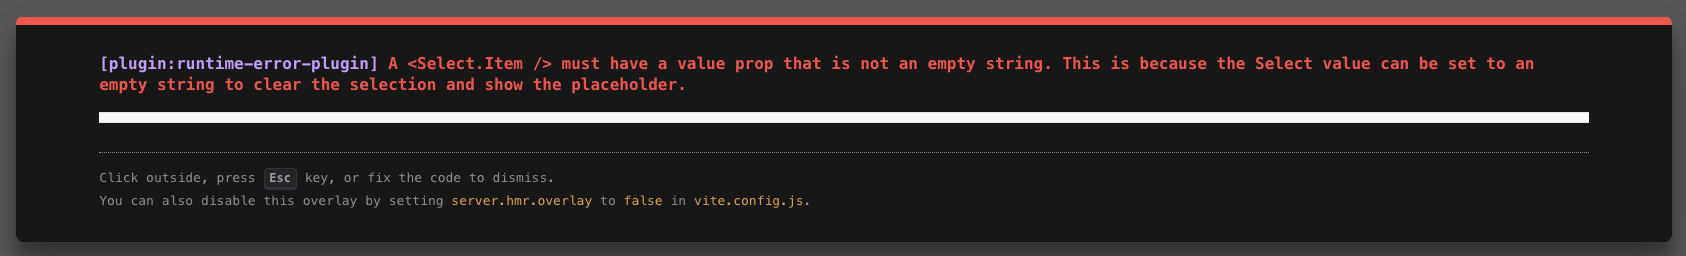 [plugin:runtime-error-plugin] A <Select.Item /> must have a value prop that is not an empty string. This is because the Select value can be set to an
empty string to clear the selection and show the placeholder.
Click outside, press Esc key, or fix the code to dismiss.
You can also disable this overlay by setting server.hmr.overlay to false in vite.config.js.